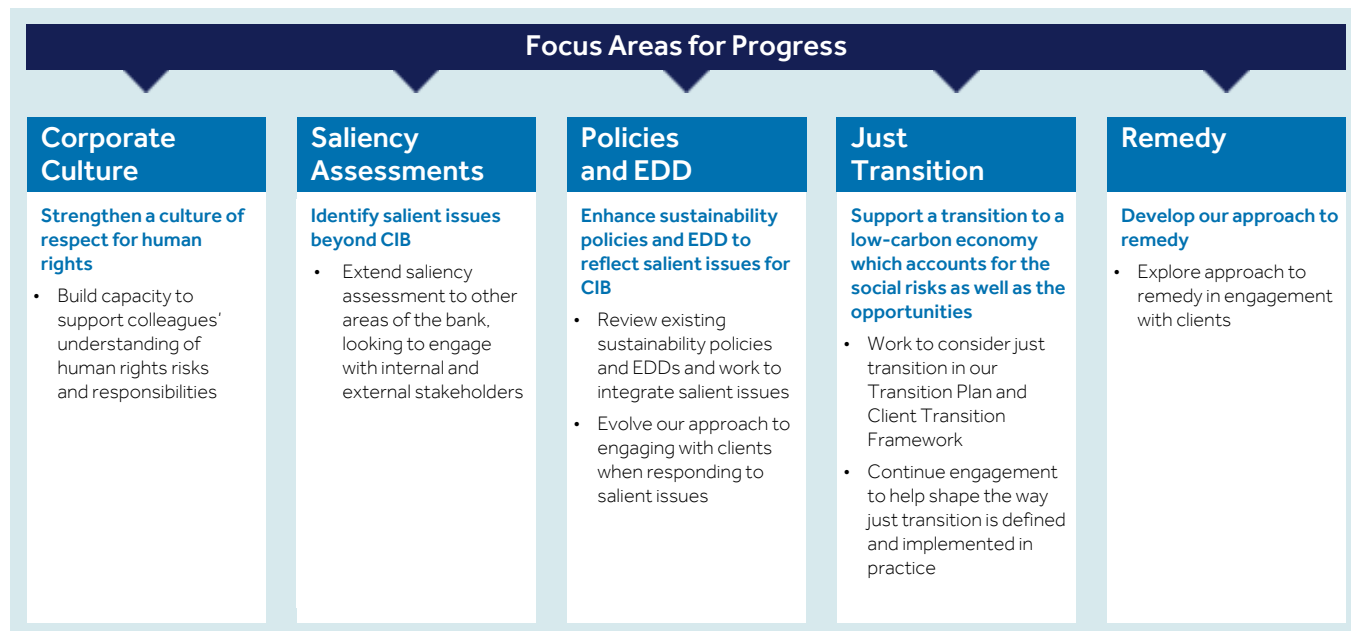 Focus Areas for Progress
Corporate
Culture
Strengthen a culture of
respect for human
rights
• Build capacity to
support colleagues’
understanding of
human rights risks
and responsibilities
Saliency
Assessments
Identify salient issues
beyond CIB
• Extend saliency
assessment to other
areas of the bank,
looking to engage
with internal and
external stakeholders
Policies
and EDD
Enhance sustainability
policies and EDD to
reflect salient issues for
CIB
• Review existing
sustainability policies
and EDDs and work to
integrate salient issues
• Evolve our approach to
engaging with clients
when responding to
salient issues
Just
Transition
Support a transition to a
low-carbon economy
which accounts for the
social risks as well as the
opportunities
• Work to consider just
transition in our
Transition Plan and
Client Transition
Framework
• Continue engagement
to help shape the way
just transition is defined
and implemented in
practice
Remedy
Develop our approach to
remedy
• Explore approach to
remedy in engagement
with clients